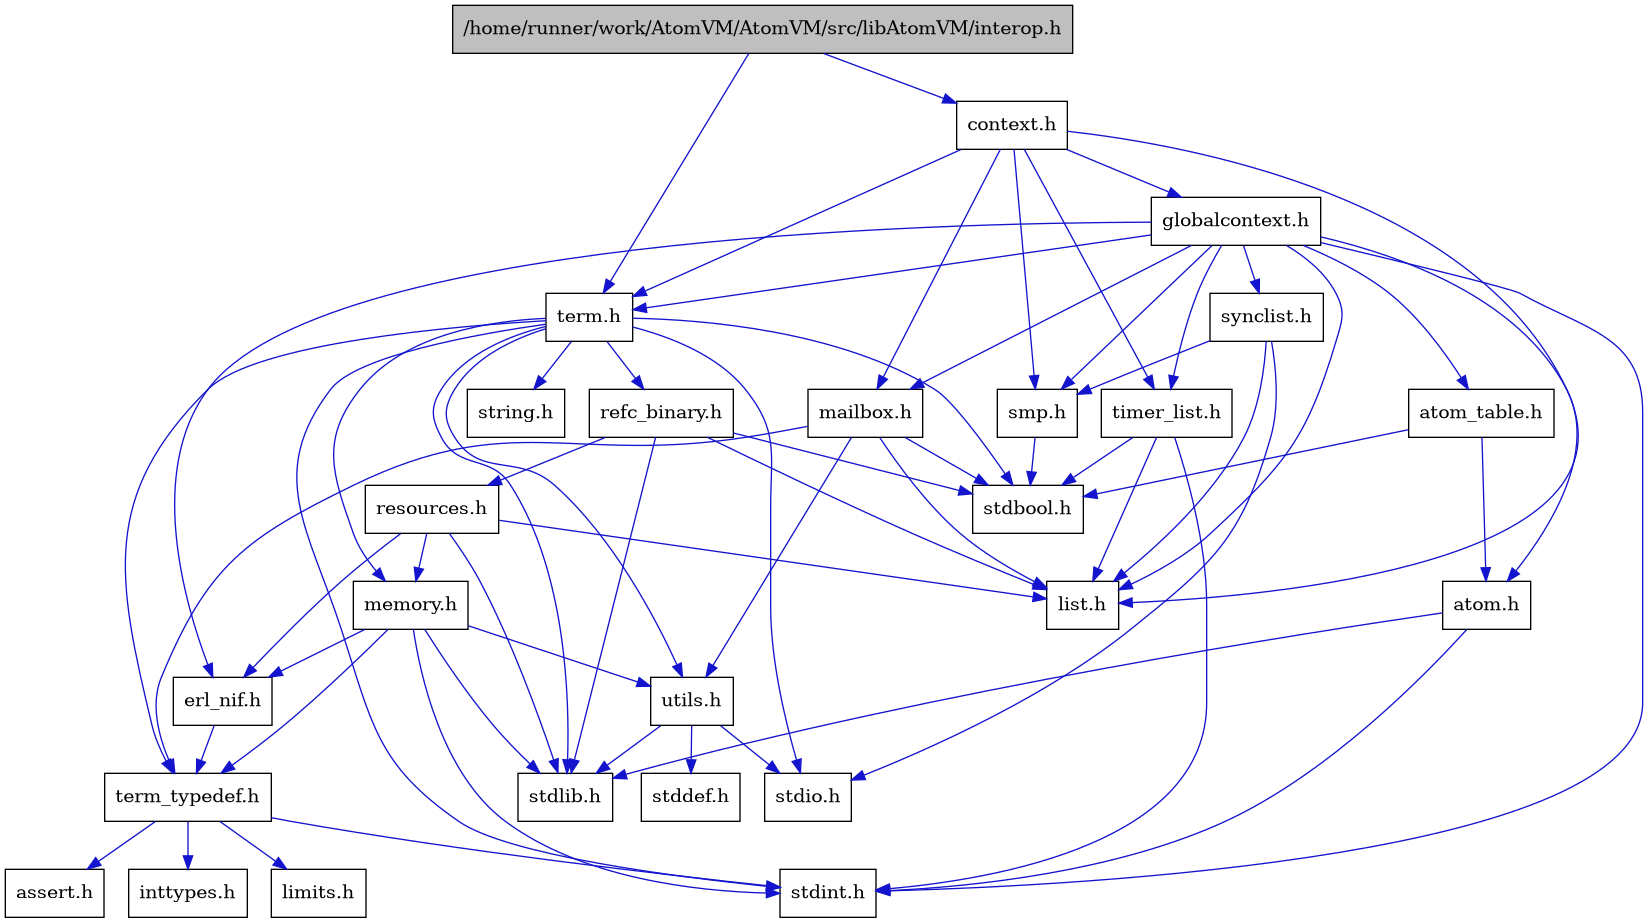 /home/runner/work/AtomVM/AtomVM/src/libAtomVM/interop.h
context.h
globalcontext.h
term.h
synclist.h
string.h
refc_binary.h
mailbox.h
smp.h
timer_list.h
atom_table.h
resources.h
stdbool.h
memory.h
list.h
atom.h
erl_nif.h
utils.h
term_typedef.h
stdlib.h
stddef.h
stdio.h
assert.h
inttypes.h
limits.h
stdint.h